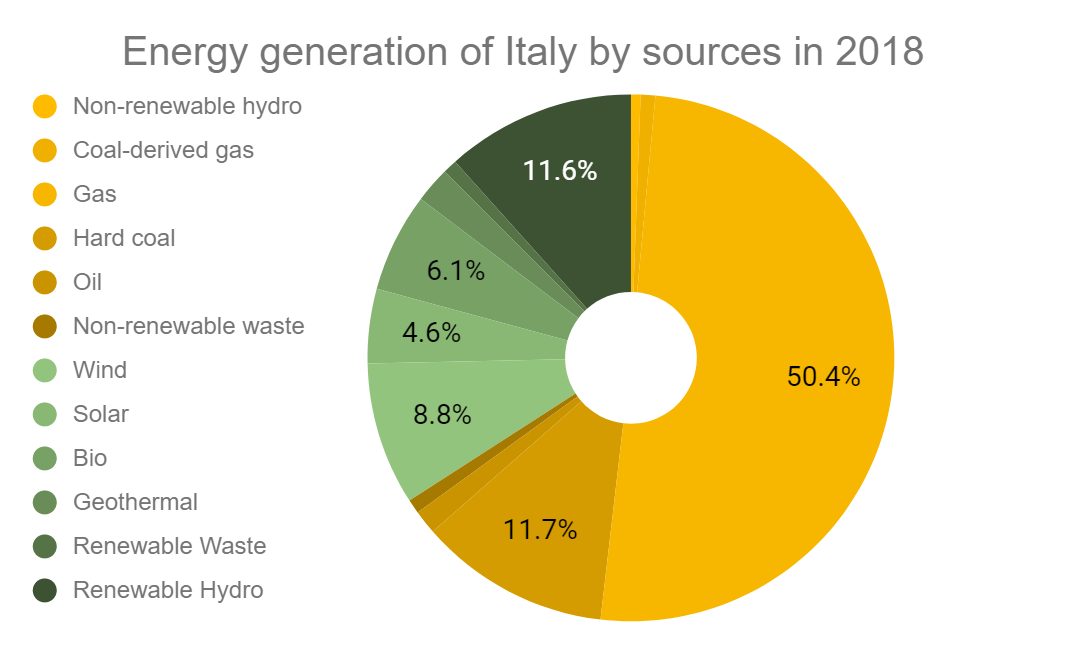 Energy generation of Italy by sources in 2018
Non-renewable hydro
Coal-derived gas
Gas
Hard coal
Oil
Non-renewable waste
Wind
Solar
Bio
Geothermal
Renewable Waste
Renewable Hydro
11.6%
6.1%
4.6%
8.8%
11.7%
50.4%